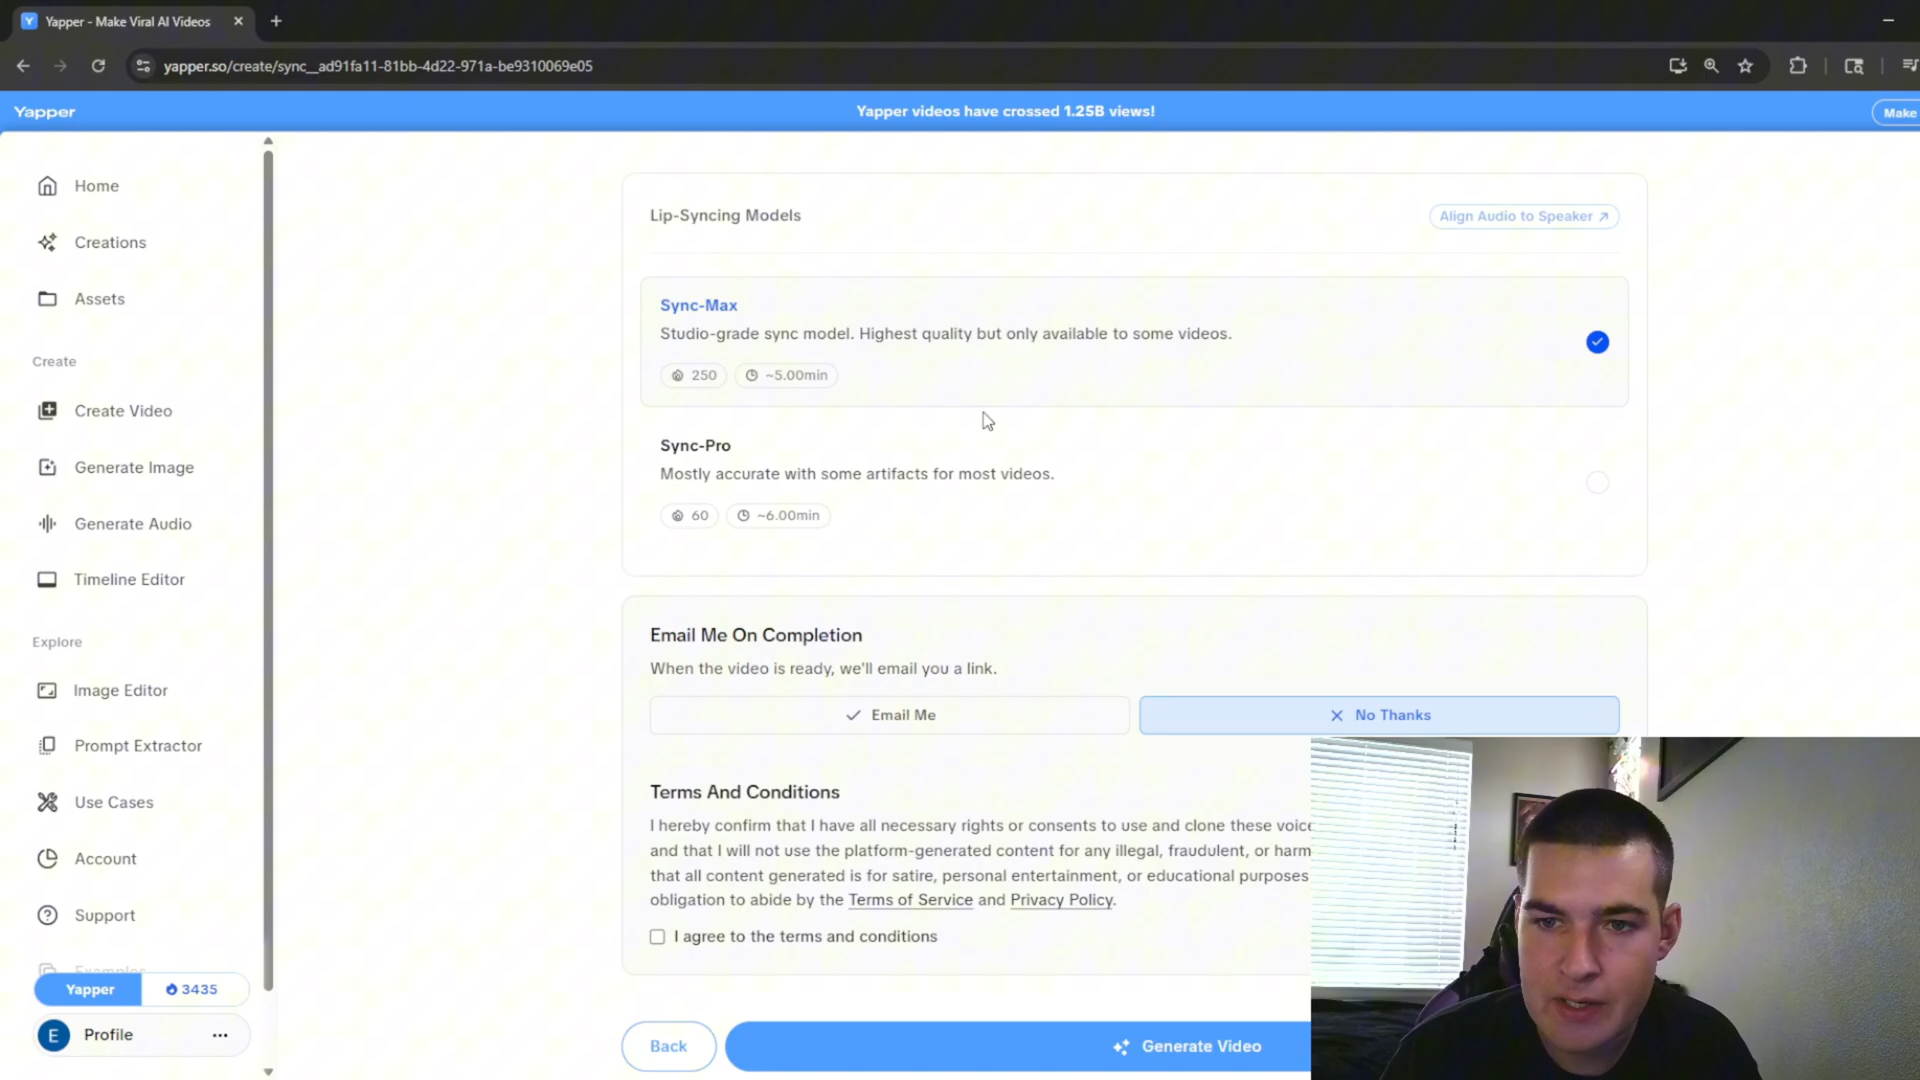 Yapper - Make Viral AI Videos
yapper.so/create/sync__ad91fa11-81bb-4d22-971a-be9310069e05
Yapper
Yapper videos have crossed 1.25B views!
Make
Home
Creations
Assets
Create
Create Video
Generate Image
Generate Audio
Timeline Editor
Explore
Image Editor
Prompt Extractor
Use Cases
Account
Support
Examples
Yapper
3435
E
Profile
Lip-Syncing Models
Align Audio to Speaker
Sync-Max
Studio-grade sync model. Highest quality but only available to some videos.
250
~5.00min
Sync-Pro
Mostly accurate with some artifacts for most videos.
60
~6.00min
Email Me On Completion
When the video is ready, we'll email you a link.
Email Me
No Thanks
Terms And Conditions
I hereby confirm that I have all necessary rights or consents to use and clone these voice
and that I will not use the platform-generated content for any illegal, fraudulent, or harm
that all content generated is for satire, personal entertainment, or educational purposes
obligation to abide by the Terms of Service and Privacy Policy.
I agree to the terms and conditions
Back
Generate Video